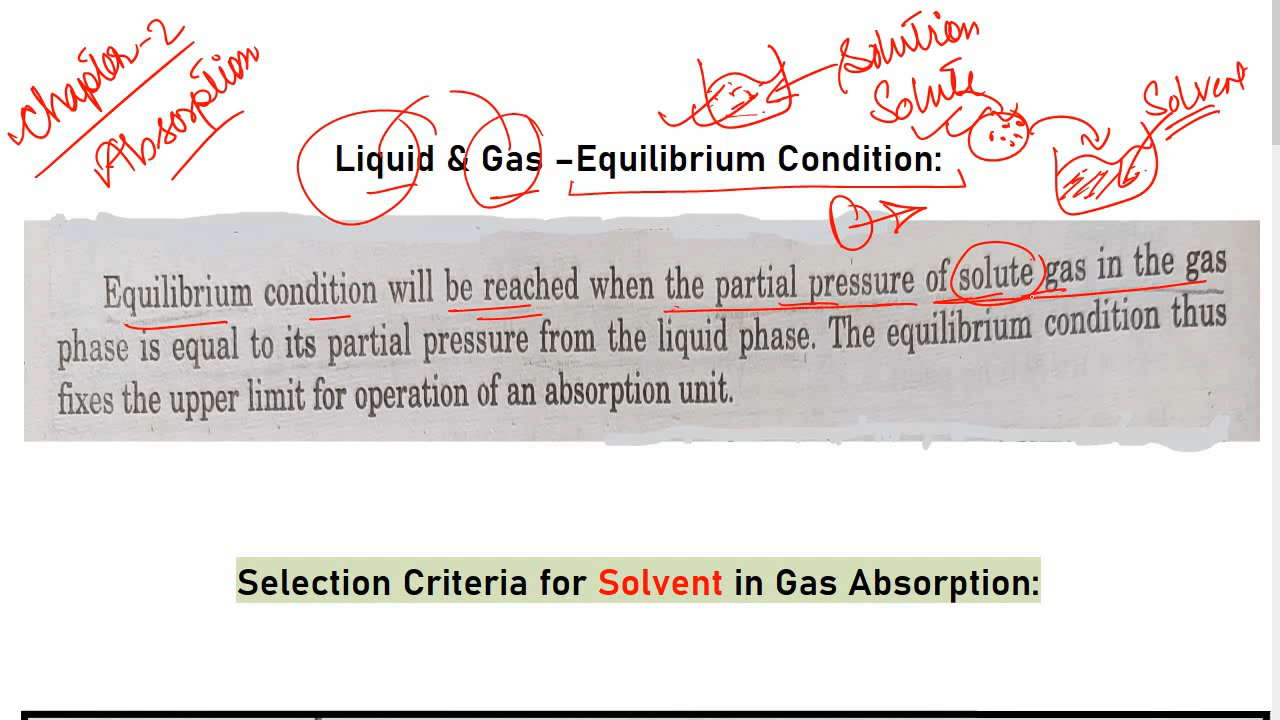 Chapter-2
Absorption
Solution
Solute
Solvent
Liquid & Gas –Equilibrium Condition:
Equilibrium condition will be reached when the partial pressure of solute gas in the gas
phase is equal to its partial pressure from the liquid phase. The equilibrium condition thus
fixes the upper limit for operation of an absorption unit.
Selection Criteria for Solvent in Gas Absorption: